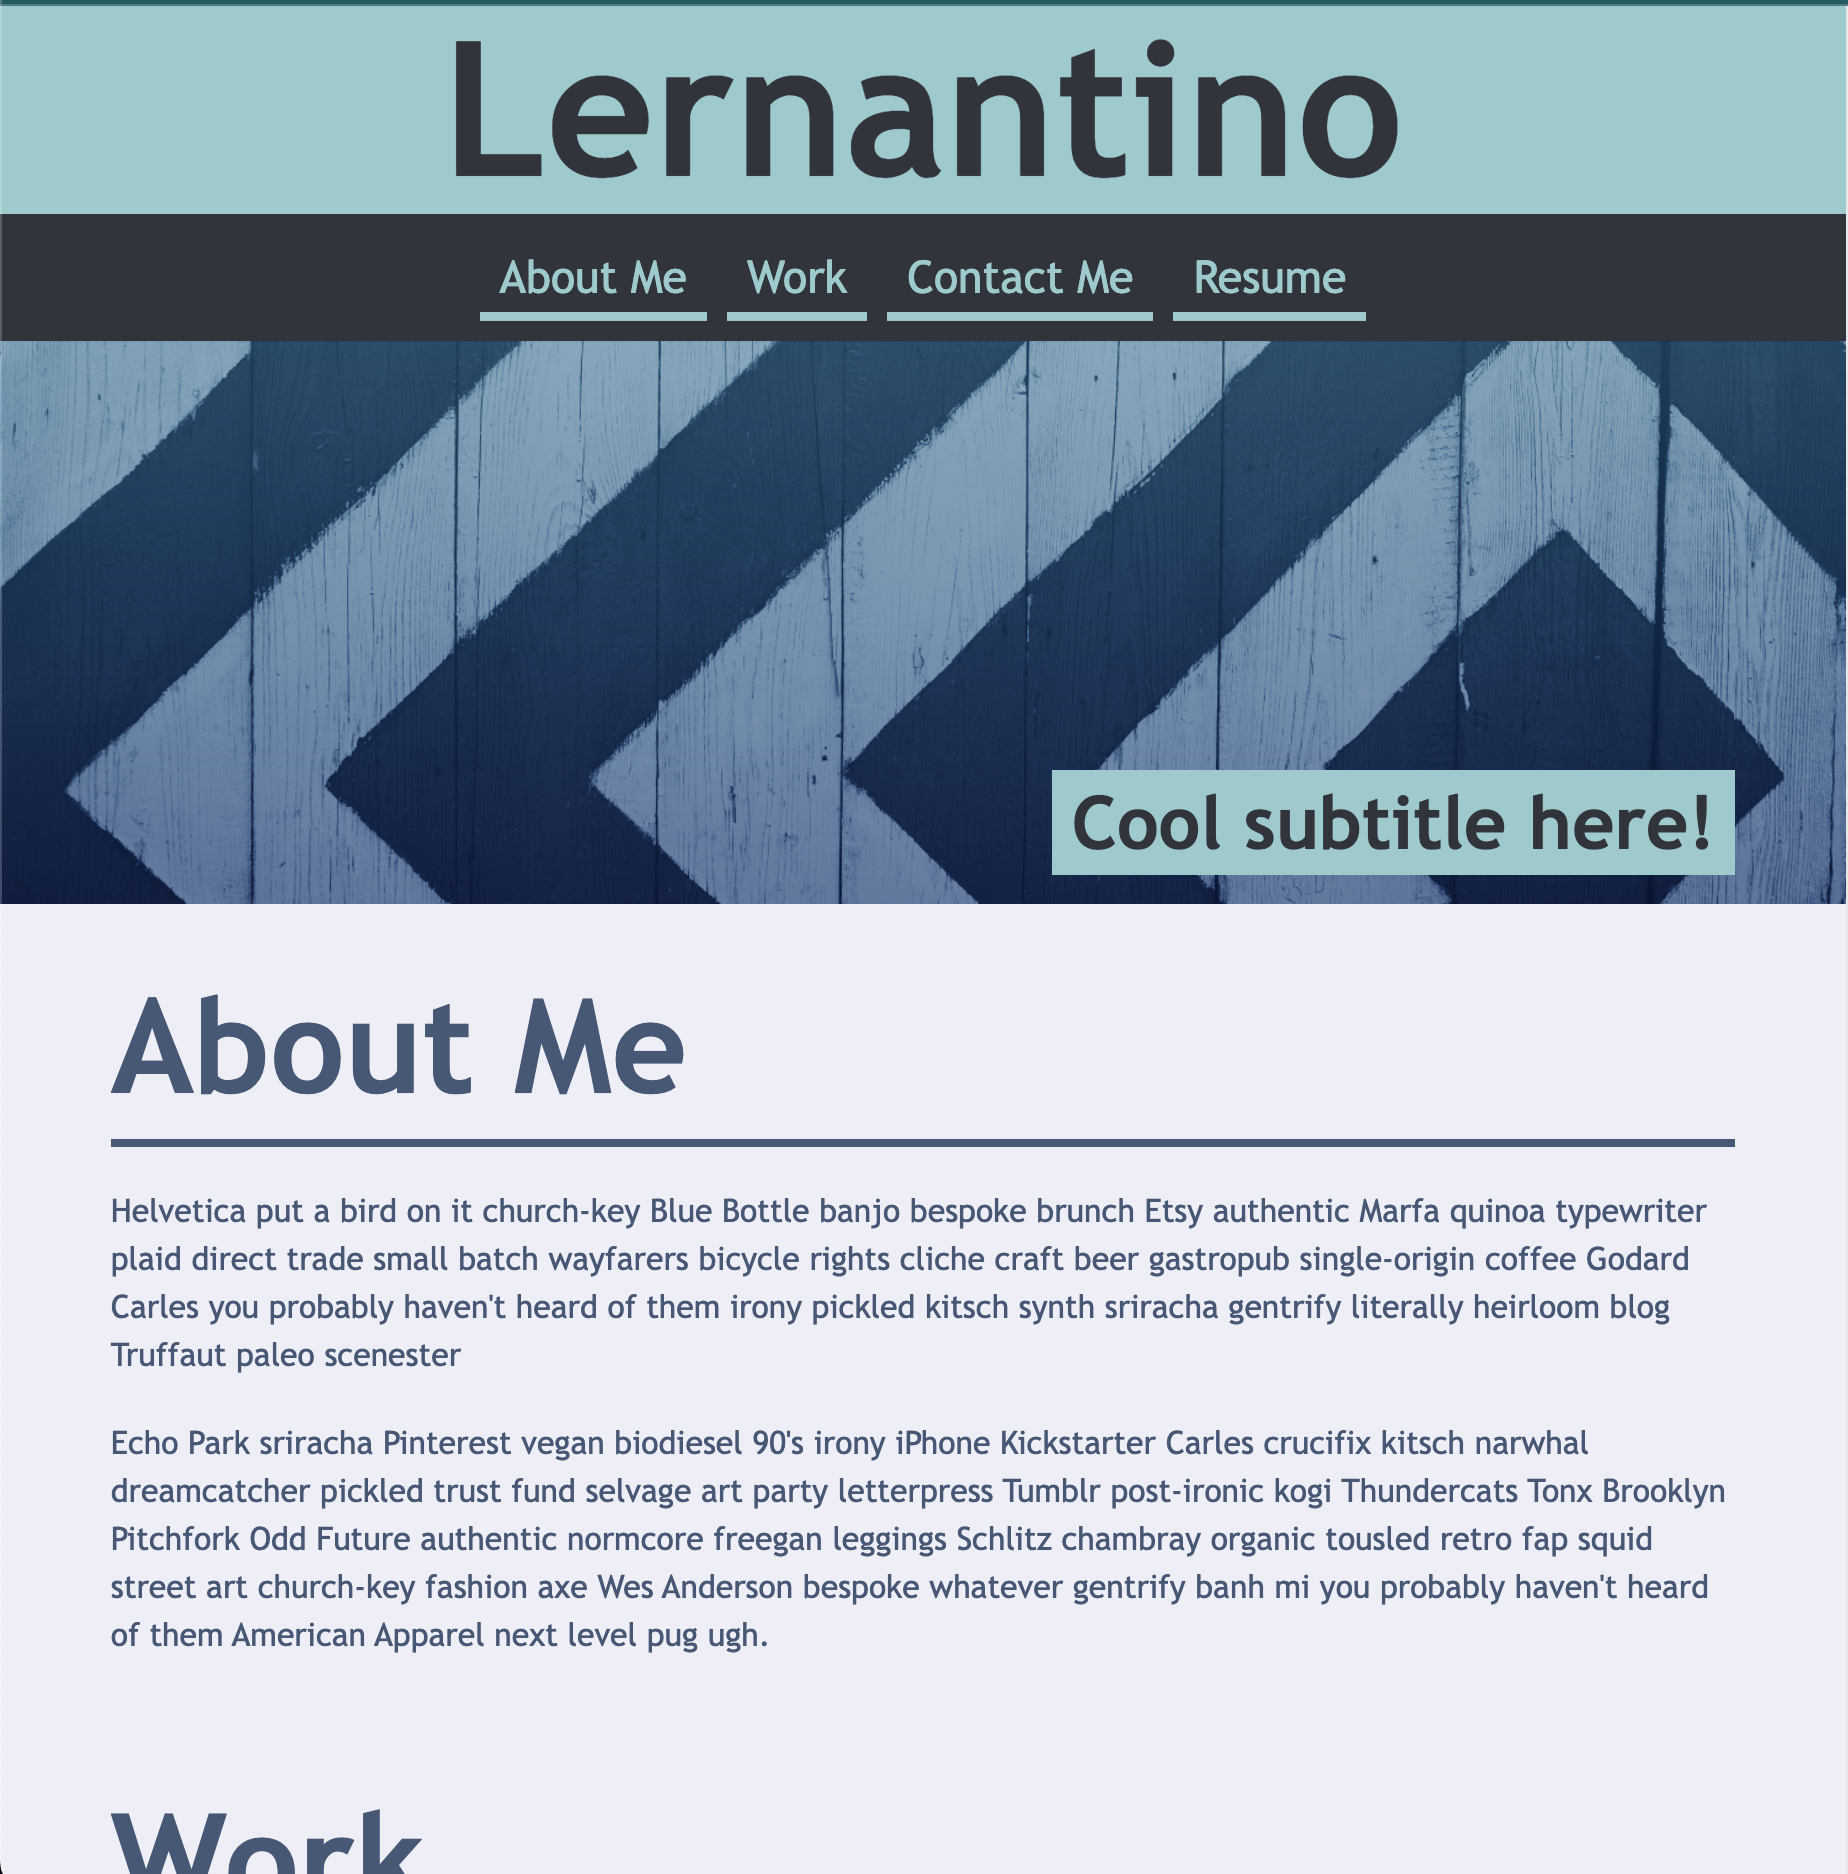 Lernantino
About Me Work Contact Me Resume
Cool subtitle here!
About Me
Helvetica put a bird on it church-key Blue Bottle banjo bespoke brunch Etsy authentic Marfa quinoa typewriter
plaid direct trade small batch wayfarers bicycle rights cliche craft beer gastropub single-origin coffee Godard
Carles you probably haven't heard of them irony pickled kitsch synth sriracha gentrify literally heirloom blog
Truffaut paleo scenester
Echo Park sriracha Pinterest vegan biodiesel 90's irony iPhone Kickstarter Carles crucifix kitsch narwhal
dreamcatcher pickled trust fund selvage art party letterpress Tumblr post-ironic kogi Thundercats Tonx Brooklyn
Pitchfork Odd Future authentic normcore freegan leggings Schlitz chambray organic tousled retro fap squid
street art church-key fashion axe Wes Anderson bespoke whatever gentrify banh mi you probably haven't heard
of them American Apparel next level pug ugh.
Work